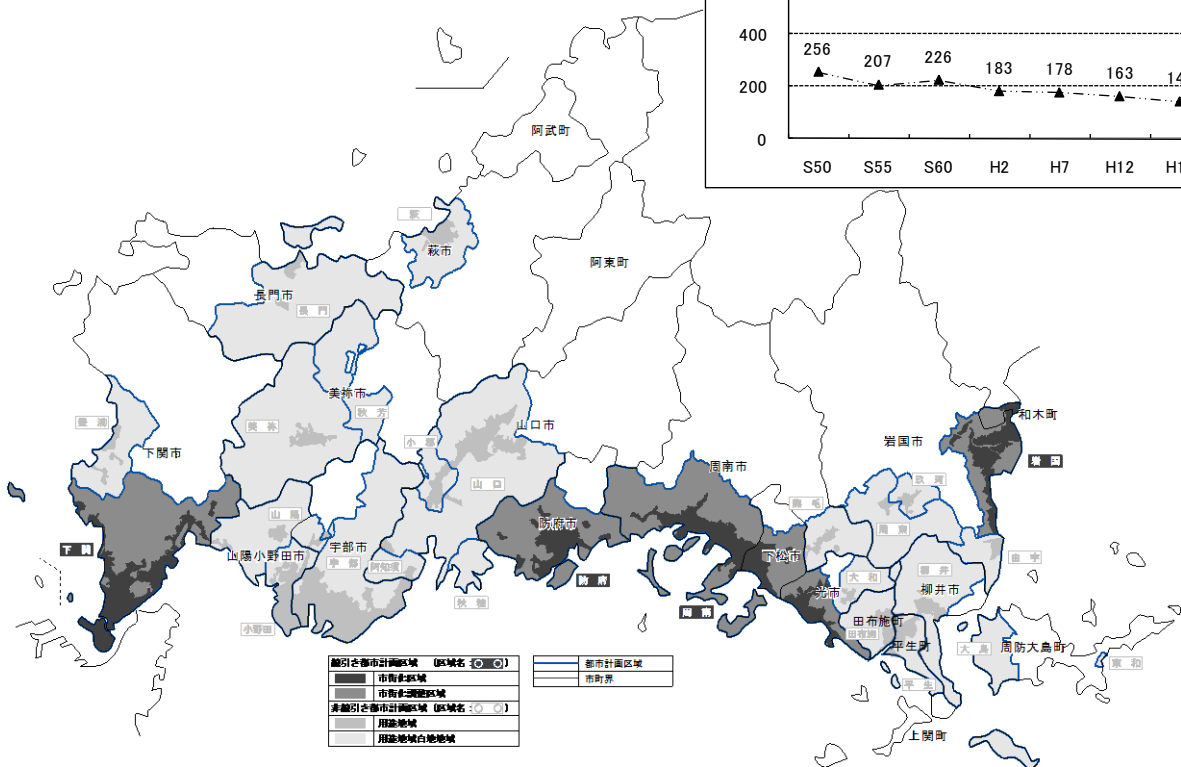 400
256
207
226
183
178
163
14
200
0
S50
S55
S60
H2
H7
H12
H1
阿武町
萩
萩市
阿東町
長門市
長門
美祢市
秋芳
美祢
豊浦
下関市
小郡
山口市
山口
周南市
岩国市
和木町
岩国
玖珂
熊毛
周東
由宇
山陽
山陽小野田市
宇部市
宇部
阿知須
防府市
下松市
下関
防府
周南
光市
大和
柳井
柳井市
田布施町
田布施
平生町
平生
大島
周防大島町
東和
小野田
秋穂
上関町
線引き都市計画区域 (区域名:○○)
市街化区域
市街化調整区域
非線引き都市計画区域 (区域名:○○)
用途地域
用途地域白地地域
都市計画区域
市町界